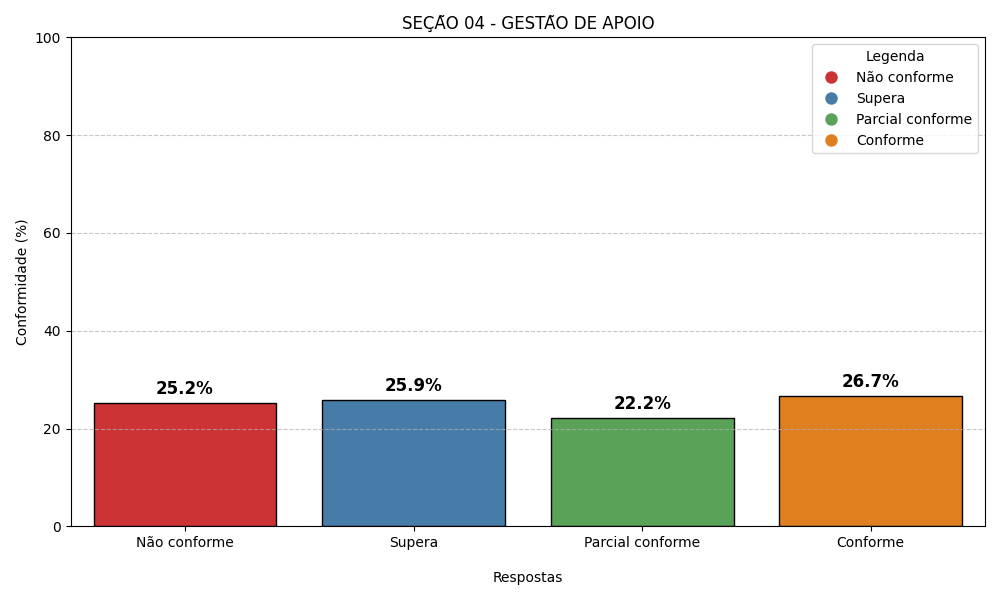 SEÇÃO 04 - GESTÃO DE APOIO
Conformidade (%)
100
80
60
40
20
0
Legenda
Não conforme
Supera
Parcial conforme
Conforme
25.2%
25.9%
22.2%
26.7%
Não conforme
Supera
Parcial conforme
Conforme
Respostas